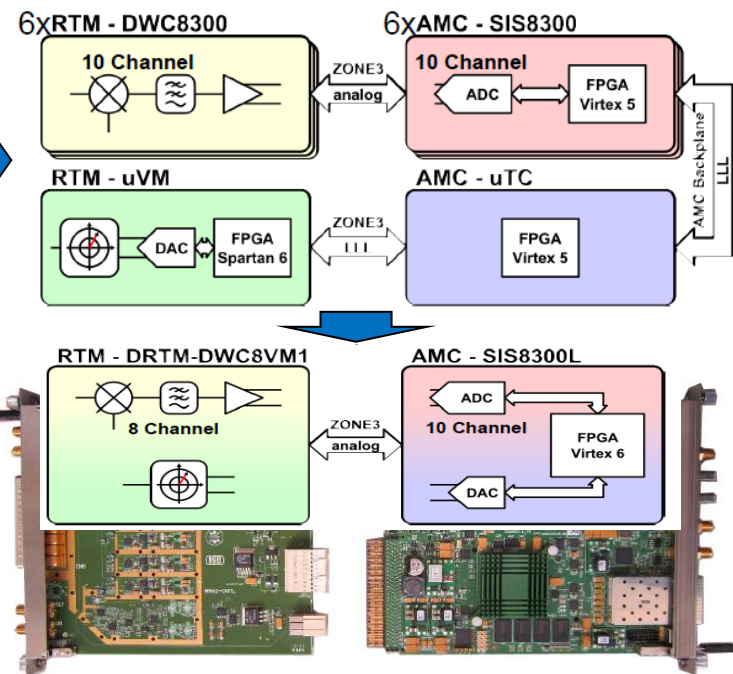 6xRTM - DWC8300
6xAMC - SIS8300
10 Channel
ZONE3
analog
10 Channel
ADC
FPGA
Virtex 5
AMC Backplane
LLL
RTM - uVM
AMC - uTC
DAC
FPGA
Spartan 6
ZONE3
LLL
FPGA
Virtex 5
RTM - DRTM-DWC8VM1
AMC - SIS8300L
8 Channel
ZONE3
analog
ADC
10 Channel
FPGA
Virtex 6
DAC